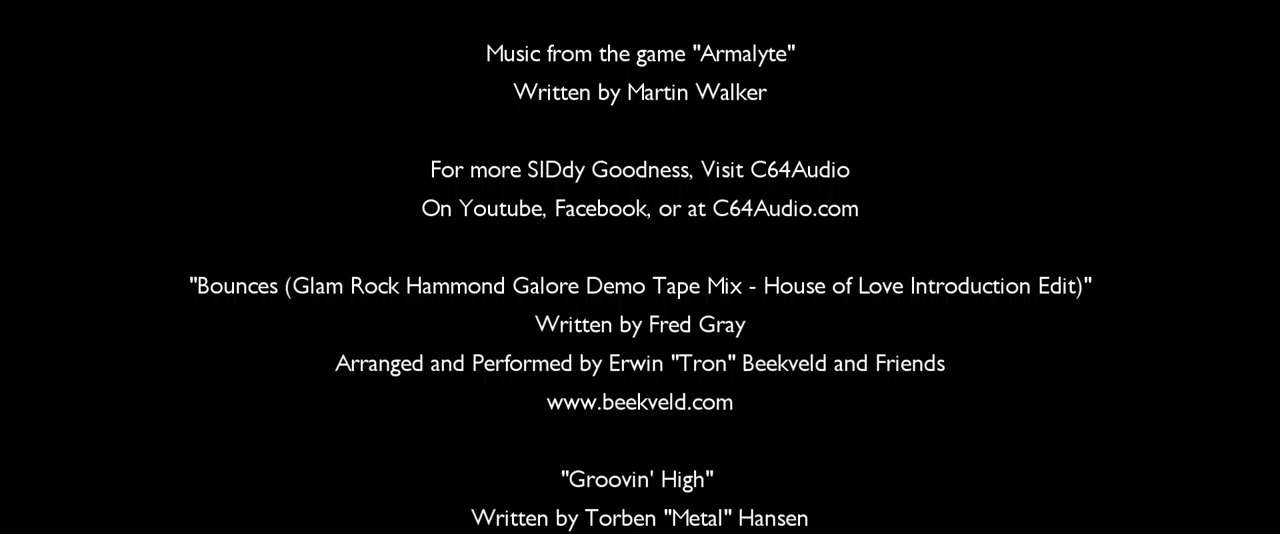 Music from the game "Armalyte"
Written by Martin Walker
For more SIDdy Goodness, Visit C64Audio
On Youtube, Facebook, or at C64Audio.com
"Bounces (Glam Rock Hammond Galore Demo Tape Mix - House of Love Introduction Edit)"
Written by Fred Gray
Arranged and Performed by Erwin "Tron" Beekveld and Friends
www.beekveld.com
"Groovin' High"
Written by Torben "Metal" Hansen